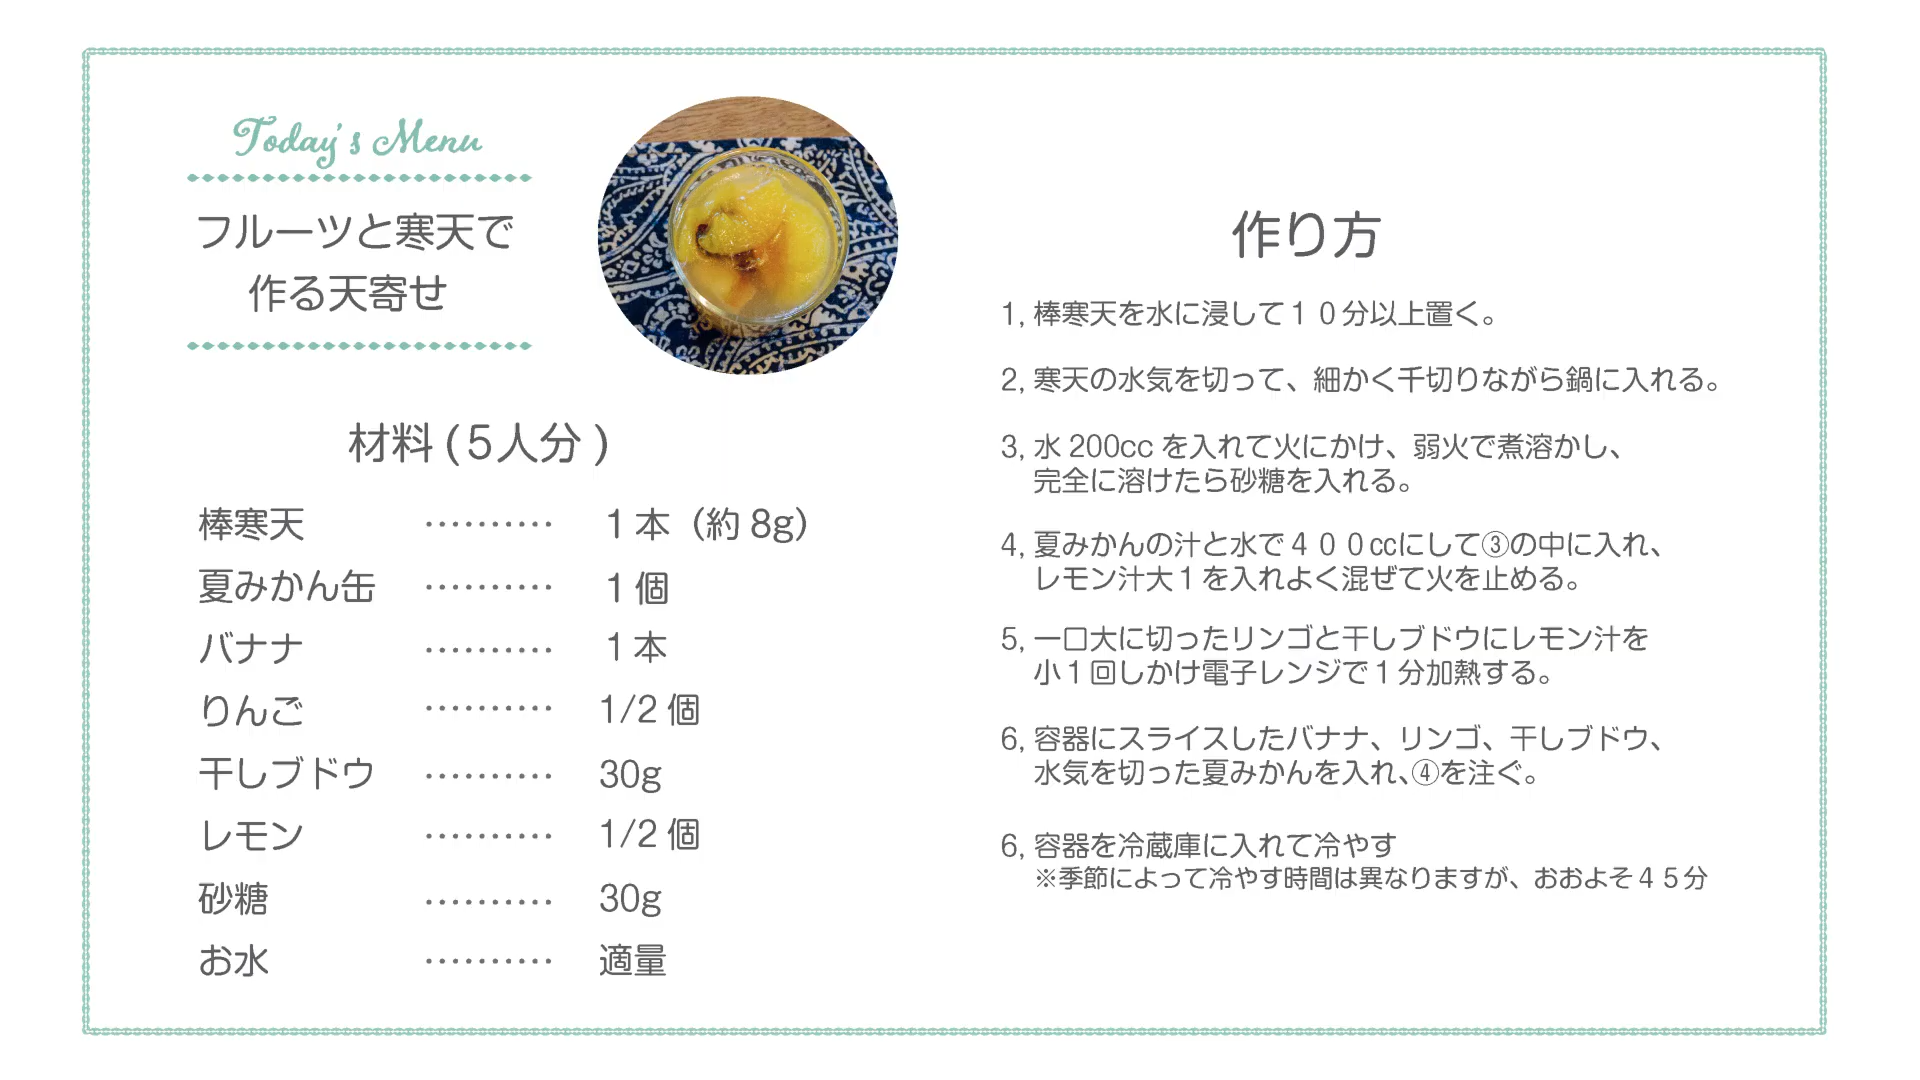 Today's Menu
フルーツと寒天で
作る天寄せ
材料 ( 5人分 )
棒寒天 ·········· 1 本（約 8g）
夏みかん缶 ·········· 1 個
バナナ ·········· 1 本
りんご ·········· 1/2 個
干しブドウ ·········· 30g
レモン ·········· 1/2 個
砂糖 ·········· 30g
お水 ·········· 適量
作り方
1, 棒寒天を水に浸して１０分以上置く。
2, 寒天の水気を切って、細かく千切りながら鍋に入れる。
3, 水 200cc を入れて火にかけ、弱火で煮溶かし、
完全に溶けたら砂糖を入れる。
4, 夏みかんの汁と水で４００ccにして③の中に入れ、
レモン汁大１を入れよく混ぜて火を止める。
5, 一口大に切ったリンゴと干しブドウにレモン汁を
小１回しかけ電子レンジで１分加熱する。
6, 容器にスライスしたバナナ、リンゴ、干しブドウ、
水気を切った夏みかんを入れ、④を注ぐ。
6, 容器を冷蔵庫に入れて冷やす
※季節によって冷やす時間は異なりますが、おおよそ４５分